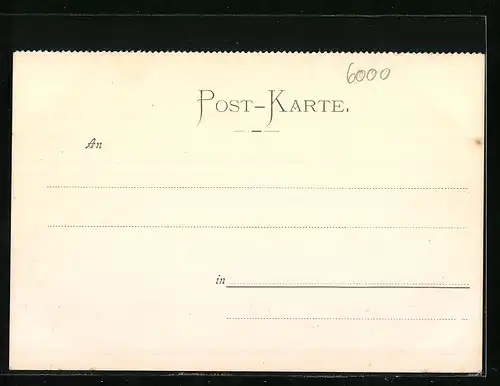 6000
POST-KARTE.
An
in